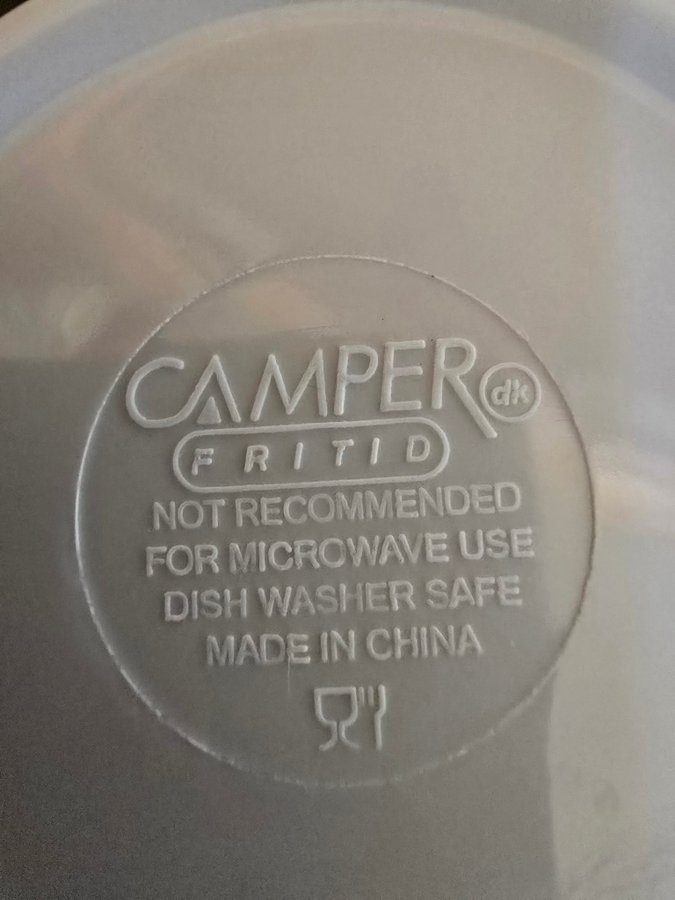 CAMPER dk
FRITID
NOT RECOMMENDED
FOR MICROWAVE USE
DISH WASHER SAFE
MADE IN CHINA